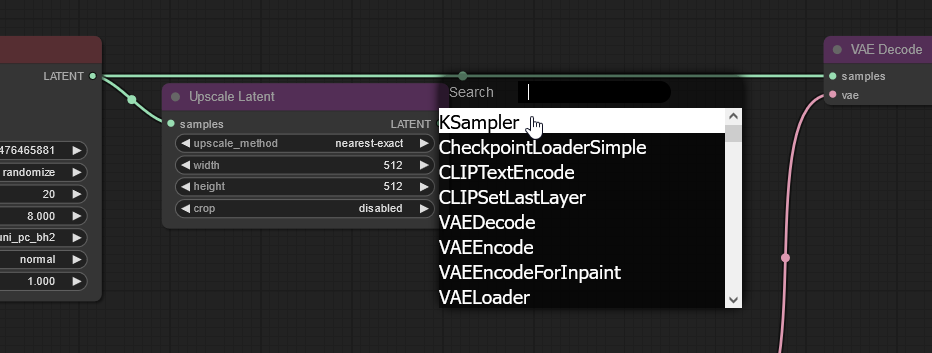 VAE Decode
LATENT
samples
Search
vae
Upscale Latent
KSampler
samples
LATENT
upscale_method nearest-exact
CheckpointLoaderSimple
476465881
width 512
randomize
CLIPTextEncode
height 512
20
CLIPSetLastLayer
crop disabled
8.000
VAEDecode
uni_pc_bh2
VAEEncode
normal
VAEEncodeForInpaint
1.000
VAELoader